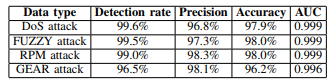 Data type Detection rate Precision Accuracy AUC
DoS attack 99.6% 96.8% 97.9% 0.999
FUZZY attack 99.5% 97.3% 98.0% 0.999
RPM attack 99.0% 98.3% 98.0% 0.999
GEAR attack 96.5% 98.1% 96.2% 0.996